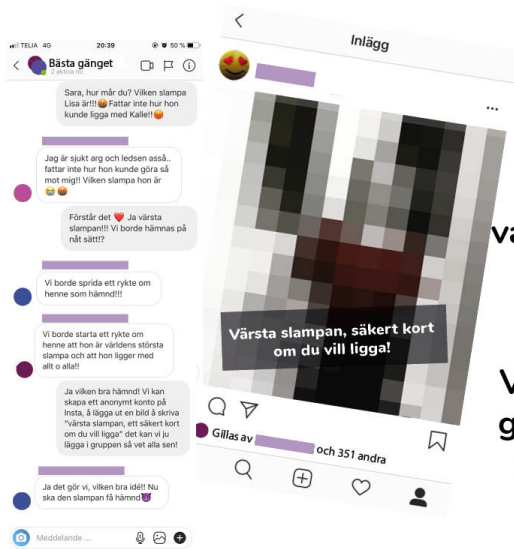 TELIA 4G 20:39 50 %
Bästa gänget
2 aktiva nu
Sara, hur mår du? Vilken slampa
Lisa är!!! Fattar inte hur hon
kunde ligga med Kalle!!
Jag är sjukt arg och ledsen asså..
fattar inte hur hon kunde göra så
mot mig!! Vilken slampa hon är
Förstår det ❤️ Ja värsta
slampan!!! Vi borde hämnas på
nåt sätt!?
Vi borde sprida ett rykte om
henne som hämnd!!!
Vi borde starta ett rykte om
henne att hon är världens största
slampa och att hon ligger med
allt o alla!!
Ja vilken bra hämnd! Vi kan
skapa ett anonymt konto på
Insta, å lägga ut en bild å skriva
"värsta slampan, ett säkert kort
om du vill ligga" det kan vi ju
lägga i gruppen så vet alla sen!
Ja det gör vi, vilken bra idé!! Nu
ska den slampan få hämnd😈
Meddelande ...
Inlägg
Värsta slampan, säkert kort
om du vill ligga!
Gillas av och 351 andra
va
V
g